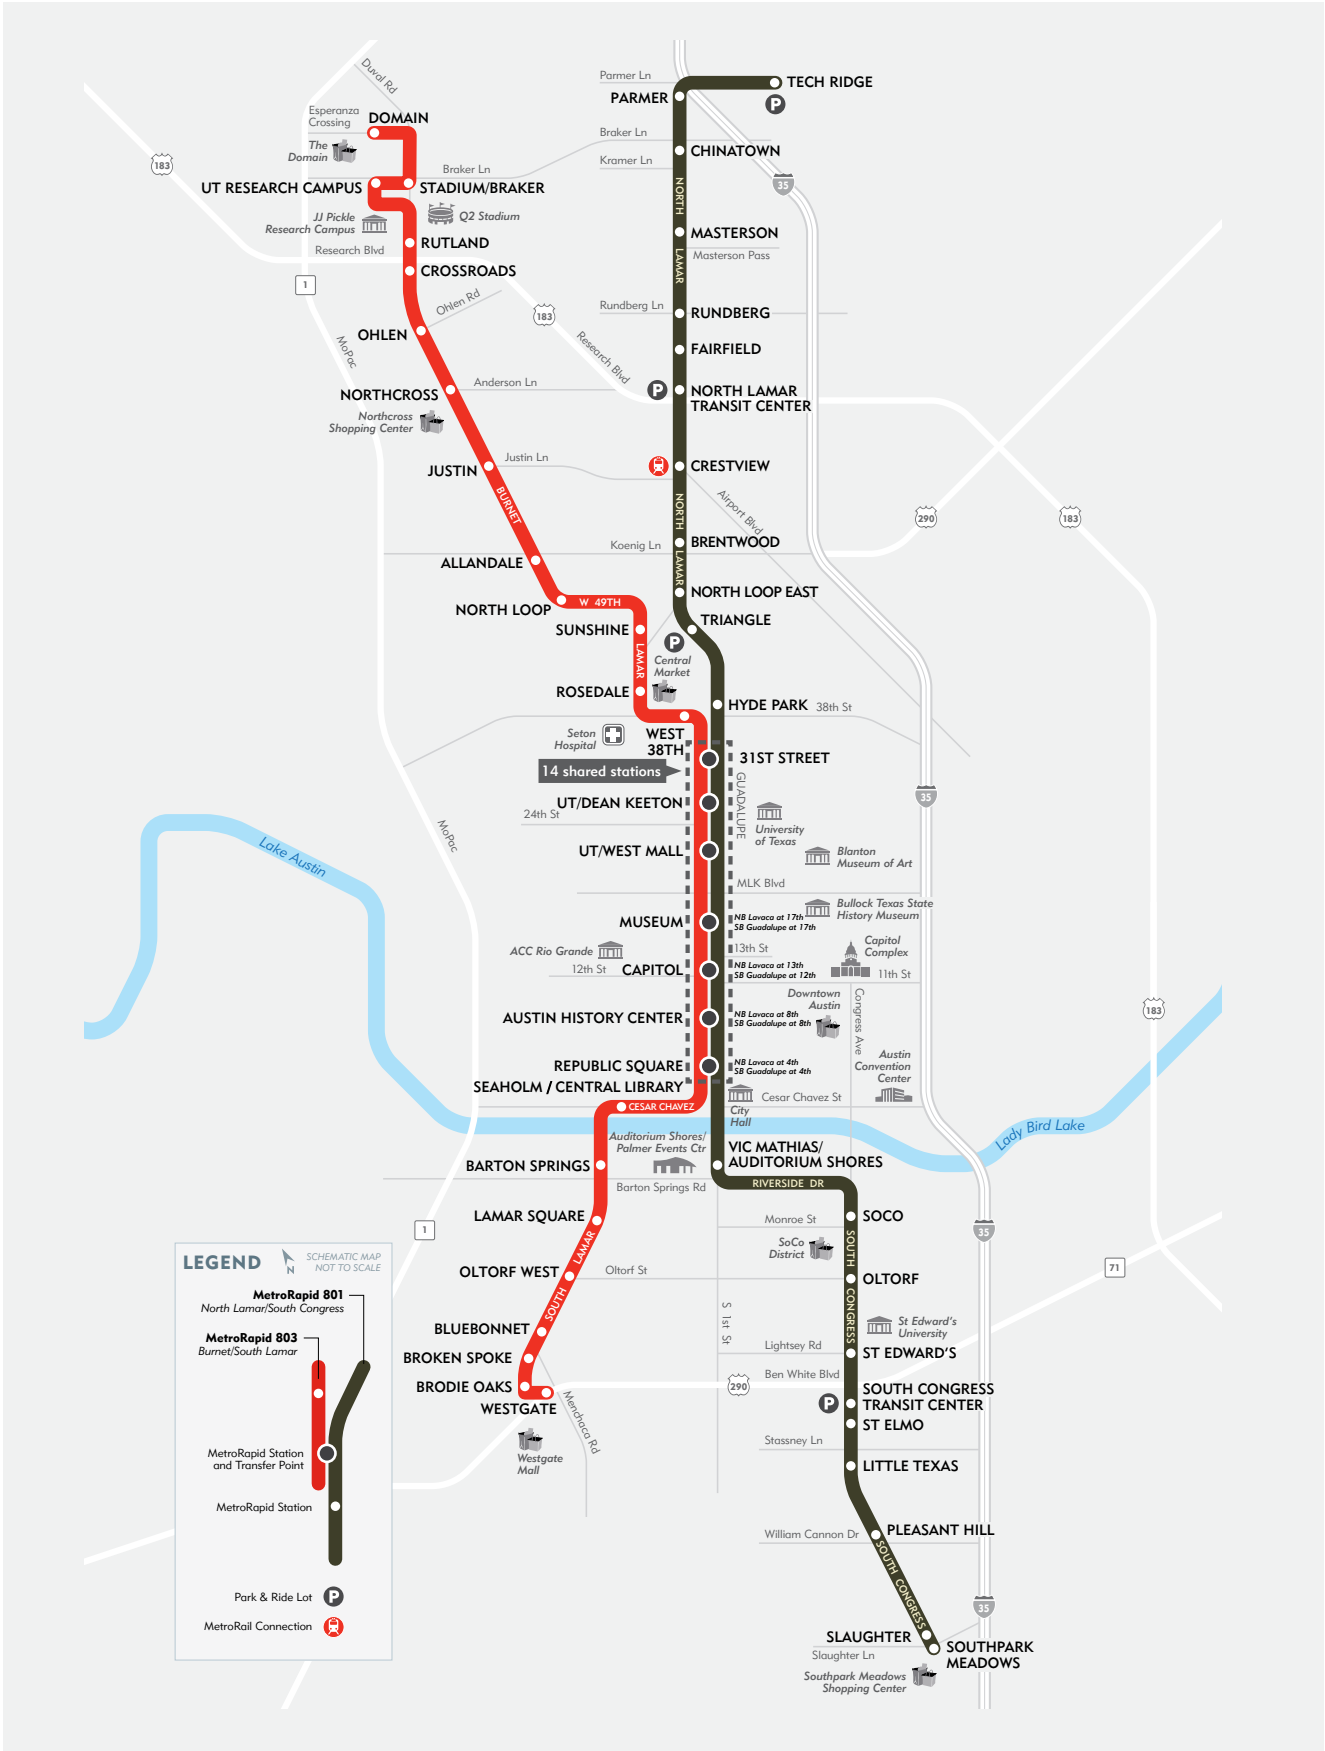 Duval Rd
Parmer Ln
TECH RIDGE
PARMER
P
Esperanza
Crossing
DOMAIN
The
Domain
183
Braker Ln
Kramer Ln
CHINATOWN
35
Braker Ln
UT RESEARCH CAMPUS
STADIUM/BRAKER
NORTH
LAMAR
JJ Pickle
Research Campus
Q2 Stadium
MASTERSON
Masterson Pass
RUTLAND
Research Blvd
CROSSROADS
1
Ohlen Rd
183
Rundberg Ln
RUNDBERG
OHLEN
MoPac
Research Blvd
FAIRFIELD
Anderson Ln
P
NORTH LAMAR
TRANSIT CENTER
NORTHCROSS
Northcross
Shopping Center
JUSTIN
Justin Ln
CRESTVIEW
BURNET
NORTH
LAMAR
Airport Blvd
290
183
Koenig Ln
BRENTWOOD
ALLANDALE
NORTH LOOP
W 49TH
NORTH LOOP EAST
SUNSHINE
TRIANGLE
P
LAMAR
Central
Market
ROSEDALE
HYDE PARK
38th St
Seton
Hospital
WEST
38TH
31ST STREET
14 shared stations
GUADALUPE
35
UT/DEAN KEETON
24th St
University
of Texas
MoPac
Lake Austin
UT/WEST MALL
Blanton
Museum of Art
MLK Blvd
MUSEUM
NB Lavaca at 17th
SB Guadalupe at 17th
Bullock Texas State
History Museum
ACC Rio Grande
13th St
Capitol
Complex
12th St
CAPITOL
NB Lavaca at 13th
SB Guadalupe at 12th
11th St
Downtown
Austin
Congress Ave
183
AUSTIN HISTORY CENTER
NB Lavaca at 8th
SB Guadalupe at 8th
REPUBLIC SQUARE
NB Lavaca at 4th
SB Guadalupe at 4th
Austin
Convention
Center
SEAHOLM / CENTRAL LIBRARY
CESAR CHAVEZ
Cesar Chavez St
City
Hall
Lady Bird Lake
Auditorium Shores/
Palmer Events Ctr
VIC MATHIAS/
AUDITORIUM SHORES
BARTON SPRINGS
Barton Springs Rd
RIVERSIDE DR
LAMAR SQUARE
Monroe St
SOCO
1
35
SoCo
District
SOUTH LAMAR
SOUTH CONGRESS
OLTORF WEST
Oltorf St
OLTORF
71
S 1st St
BLUEBONNET
St Edward's
University
Lightsey Rd
ST EDWARD'S
BROKEN SPOKE
BRODIE OAKS
Ben White Blvd
290
WESTGATE
Menchaca Rd
SOUTH CONGRESS
TRANSIT CENTER
P
ST ELMO
Stassney Ln
Westgate
Mall
LITTLE TEXAS
William Cannon Dr
PLEASANT HILL
SOUTH CONGRESS
35
SLAUGHTER
Slaughter Ln
SOUTHPARK
MEADOWS
Southpark Meadows
Shopping Center
LEGEND
N
SCHEMATIC MAP
NOT TO SCALE
MetroRapid 801
North Lamar/South Congress
MetroRapid 803
Burnet/South Lamar
MetroRapid Station
and Transfer Point
MetroRapid Station
Park & Ride Lot
P
MetroRail Connection